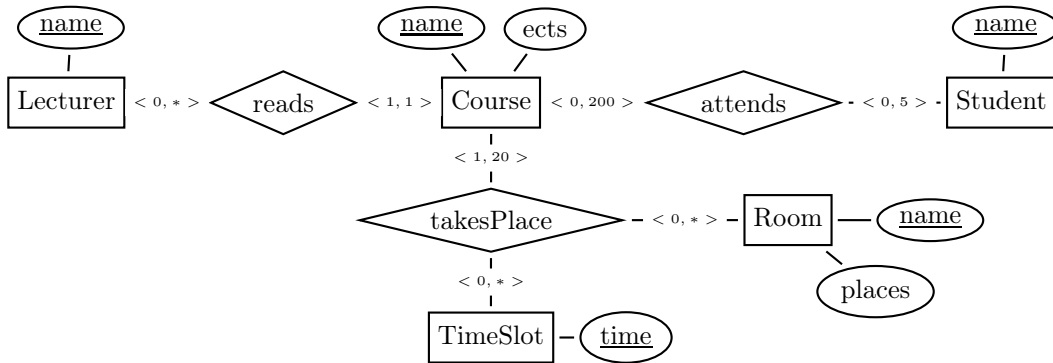 name
name
ects
name
Lecturer
< 0, * >
reads
< 1, 1 >
Course
< 0, 200 >
attends
< 0, 5 >
Student
< 1, 20 >
takesPlace
< 0, * >
Room
name
< 0, * >
places
TimeSlot
time